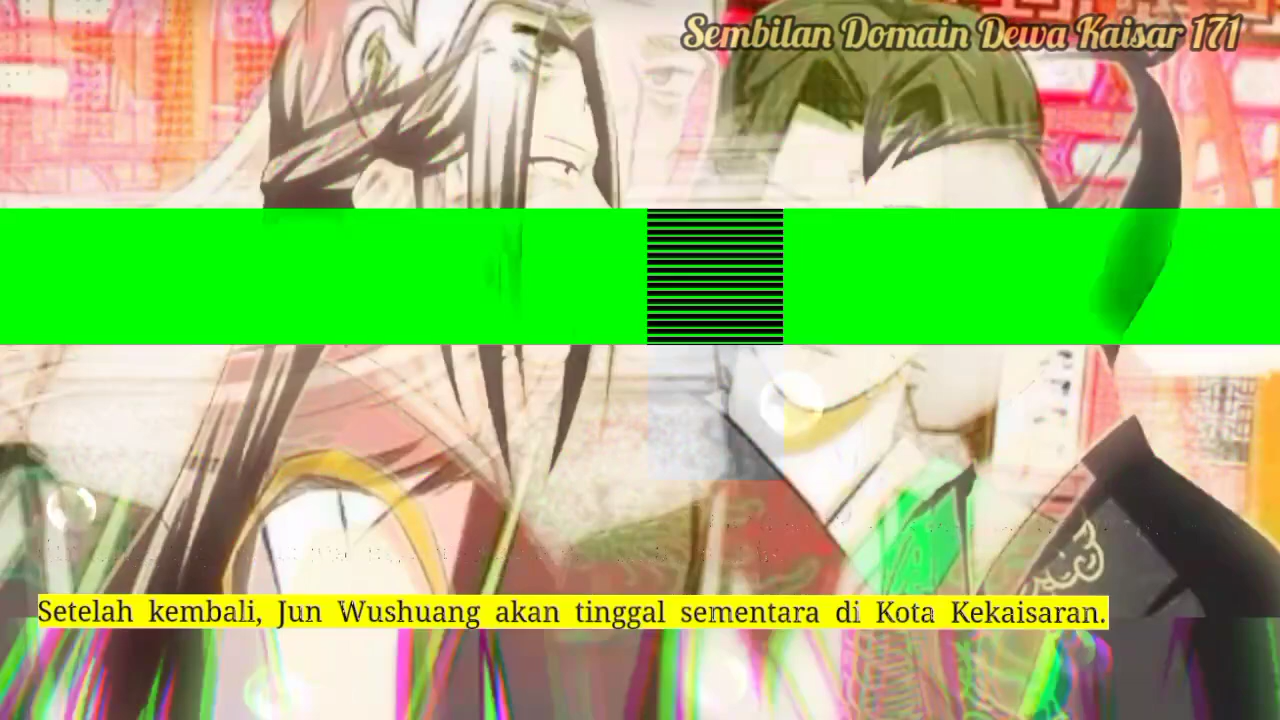 Sembilan Domain Dewa Kaisar 171
Setelah kembali, Jun Wushuang akan tinggal sementara di Kota Kekaisaran.